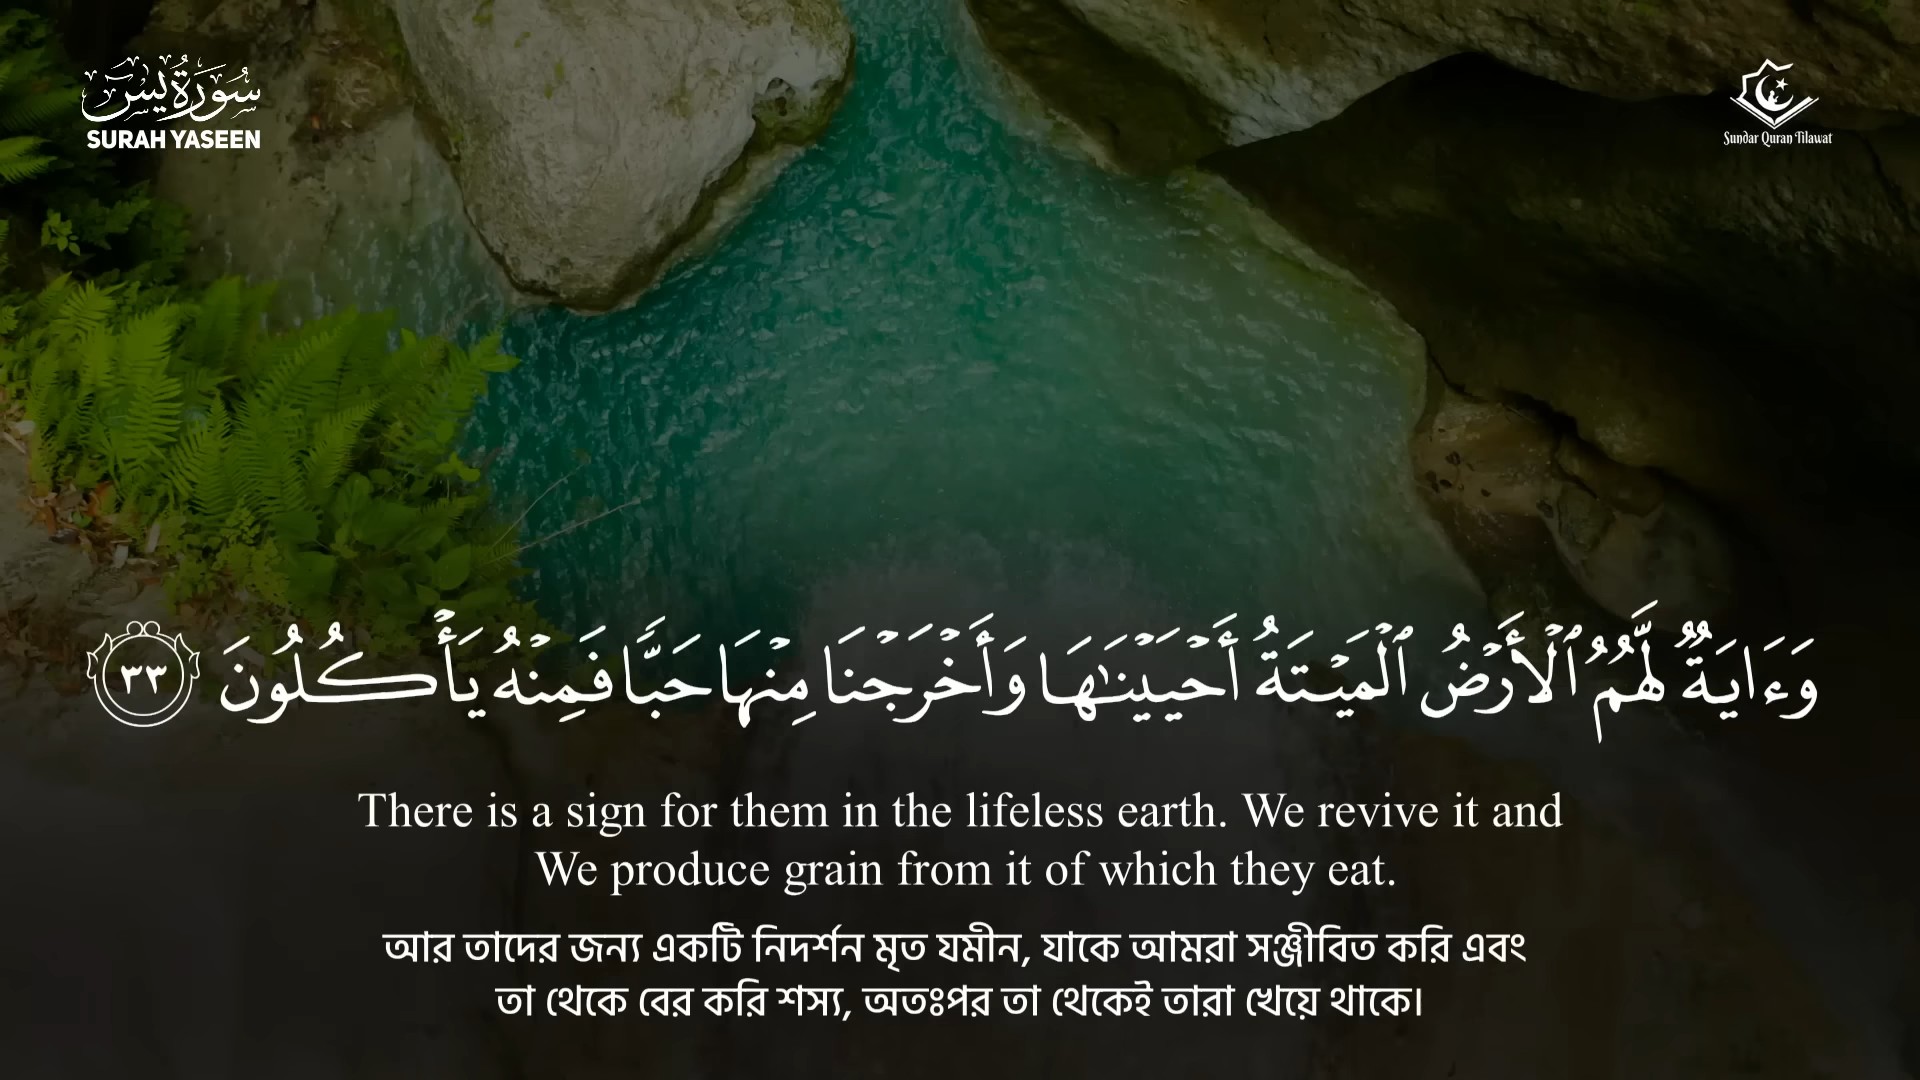 سُورَةُ يسٓ
SURAH YASEEN
Sundar Quran Tilawat
وَءَايَةٌ لَّهُمُ ٱلْأَرْضُ ٱلْمَيْتَةُ أَحْيَيْنَـٰهَا وَأَخْرَجْنَا مِنْهَا حَبًّا فَمِنْهُ يَأْكُلُونَ ٣٣
There is a sign for them in the lifeless earth. We revive it and
We produce grain from it of which they eat.
আর তাদের জন্য একটি নিদর্শন মৃত যমীন, যাকে আমরা সঞ্জীবিত করি এবং
তা থেকে বের করি শস্য, অতঃপর তা থেকেই তারা খেয়ে থাকে।